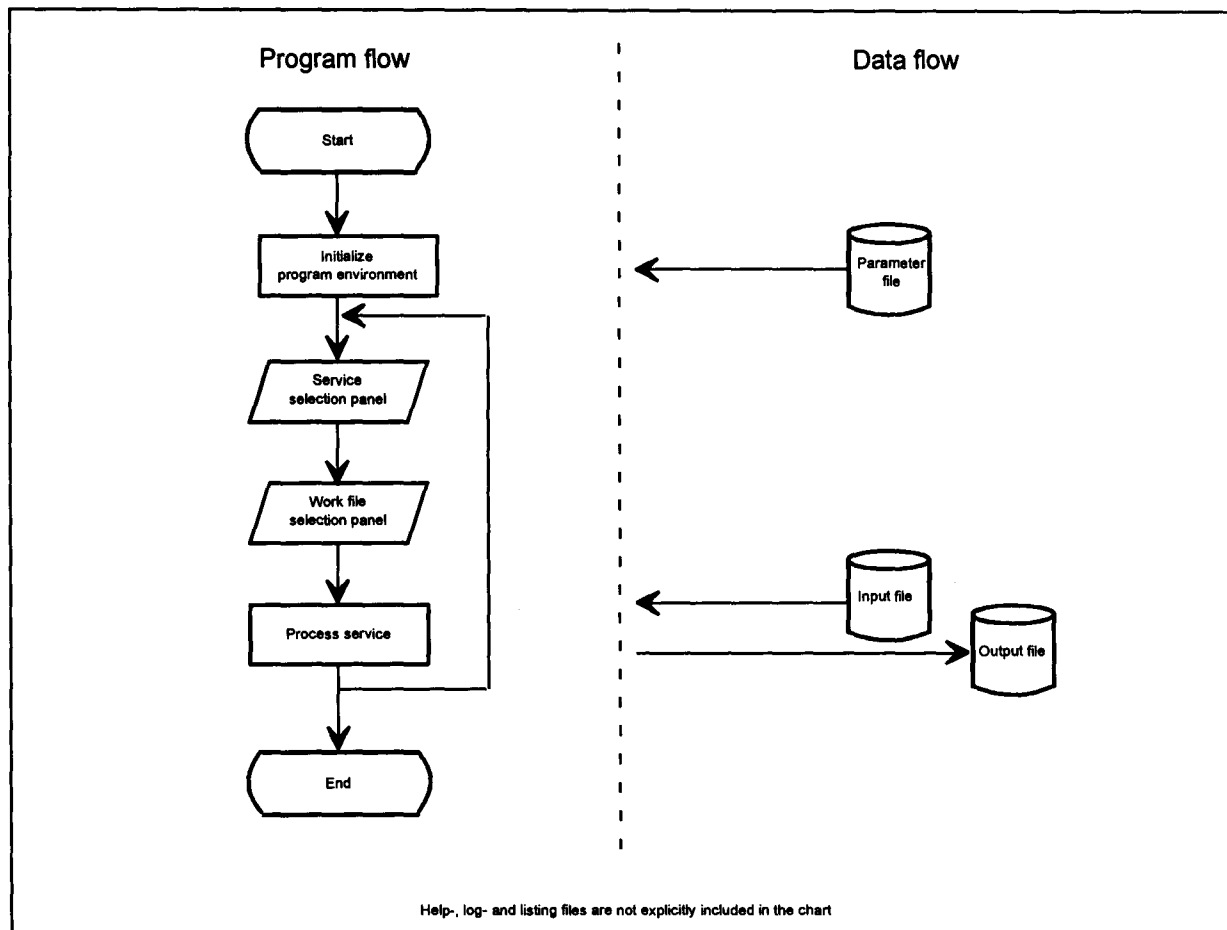 Program flow
Data flow
Start
Initialize
program environment
Parameter
file
Service
selection panel
Work file
selection panel
Input file
Process service
Output file
End
Help-, log- and listing files are not explicitly included in the chart